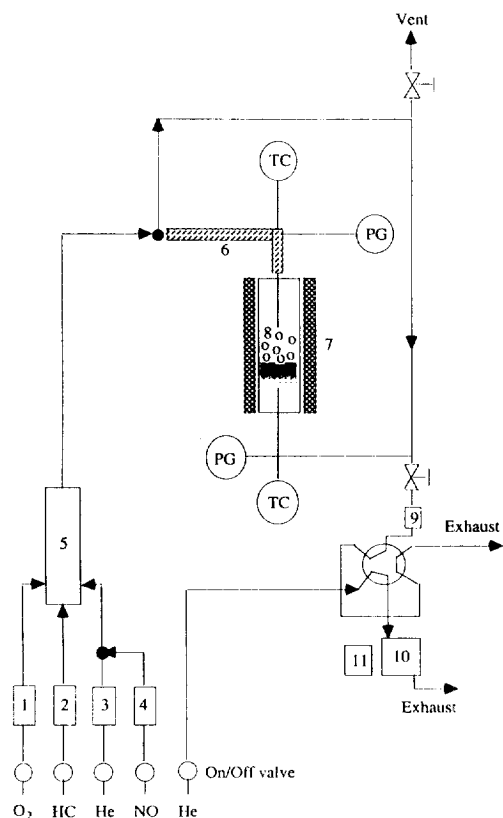 Vent
TC
PG
6
8
7
PG
TC
9
5
Exhaust
11
10
1
2
3
4
Exhaust
On/Off valve
O2 HC He NO He